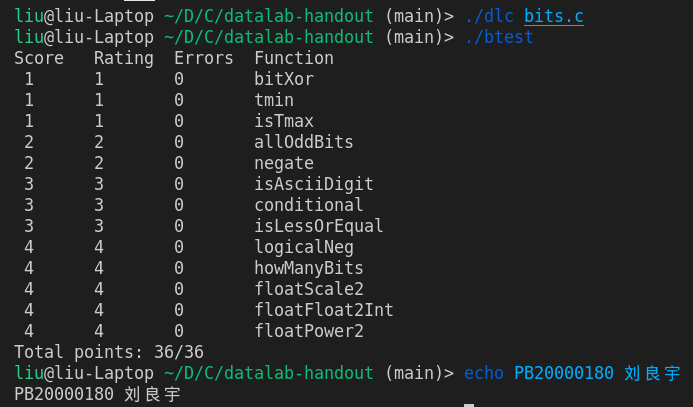 liu@liu-Laptop ~/D/C/datalab-handout (main)> ./dlc bits.c
liu@liu-Laptop ~/D/C/datalab-handout (main)> ./btest
Score Rating Errors Function
1 1 0 bitXor
1 1 0 tmin
1 1 0 isTmax
2 2 0 allOddBits
2 2 0 negate
3 3 0 isAsciiDigit
3 3 0 conditional
3 3 0 isLessOrEqual
4 4 0 logicalNeg
4 4 0 howManyBits
4 4 0 floatScale2
4 4 0 floatFloat2Int
4 4 0 floatPower2
Total points: 36/36
liu@liu-Laptop ~/D/C/datalab-handout (main)> echo PB20000180 刘良宇
PB20000180 刘良宇